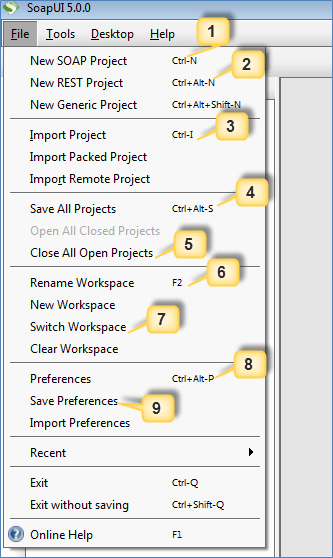 SoapUI 5.0.0
File Tools Desktop Help
1
New SOAP Project Ctrl-N
2
New REST Project Ctrl+Alt-N
New Generic Project Ctrl+Alt+Shift-N
3
Import Project Ctrl-I
Import Packed Project
Import Remote Project
4
Save All Projects Ctrl+Alt-S
Open All Closed Projects
5
Close All Open Projects
6
Rename Workspace F2
New Workspace
Switch Workspace 7
Clear Workspace
8
Preferences Ctrl+Alt-P
Save Preferences 9
Import Preferences
Recent
Exit Ctrl-Q
Exit without saving Ctrl+Shift-Q
Online Help F1